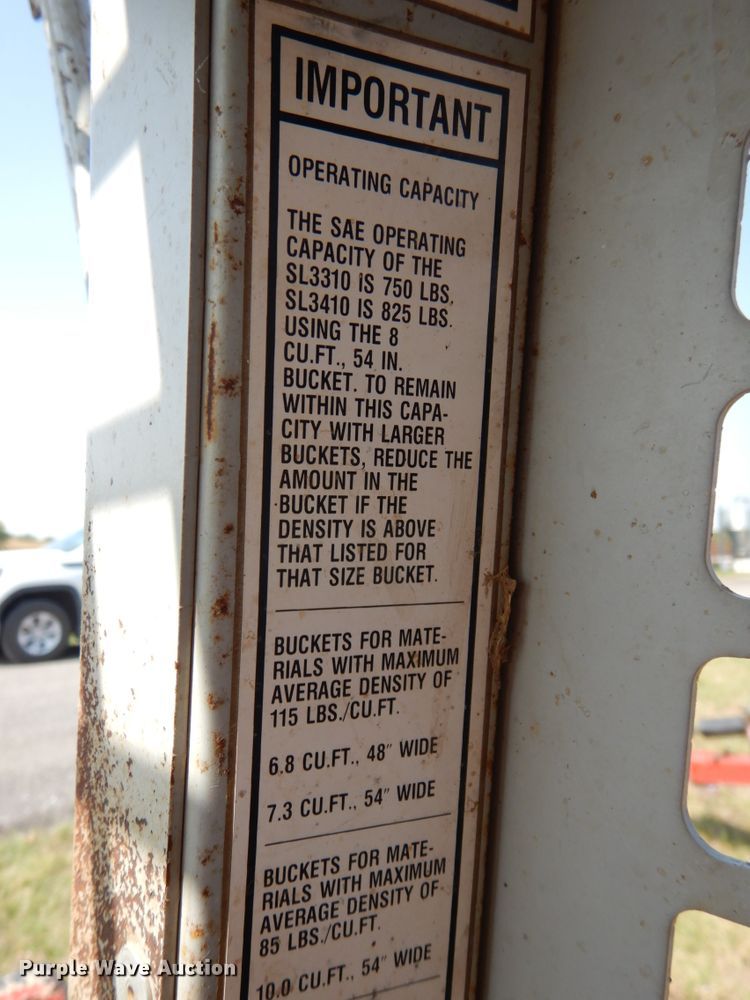 IMPORTANT
OPERATING CAPACITY
THE SAE OPERATING
CAPACITY OF THE
SL3310 IS 750 LBS.
SL3410 IS 825 LBS.
USING THE 8
CU.FT., 54 IN.
BUCKET. TO REMAIN
WITHIN THIS CAPA-
CITY WITH LARGER
BUCKETS, REDUCE THE
AMOUNT IN THE
BUCKET IF THE
DENSITY IS ABOVE
THAT LISTED FOR
THAT SIZE BUCKET.
BUCKETS FOR MATE-
RIALS WITH MAXIMUM
AVERAGE DENSITY OF
115 LBS./CU.FT.
6.8 CU.FT., 48″ WIDE
7.3 CU.FT., 54″ WIDE
BUCKETS FOR MATE-
RIALS WITH MAXIMUM
AVERAGE DENSITY OF
85 LBS./CU.FT.
10.0 CU.FT., 54″ WIDE
Purple Wave Auction